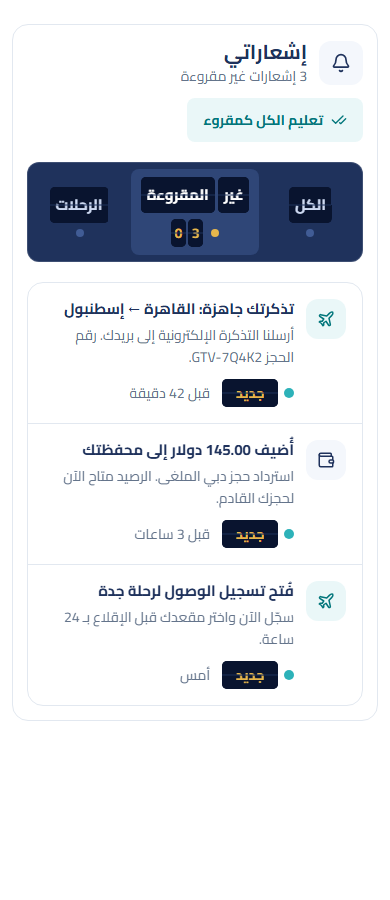 إشعاراتي
3 إشعارات غير مقروءة
تعليم الكل كمقروء
الكل
غير المقروءة
03
الرحلات
تذكرتك جاهزة: القاهرة ← إسطنبول
أرسلنا التذكرة الإلكترونية إلى بريدك. رقم
الحجز GTV-7Q4K2.
جديد
قبل 42 دقيقة
أُضيف 145.00 دولار إلى محفظتك
استرداد حجز دبي الملغى. الرصيد متاح الآن
لحجزك القادم.
جديد
قبل 3 ساعات
فُتح تسجيل الوصول لرحلة جدة
سجّل الآن واختر مقعدك قبل الإقلاع بـ 24
ساعة.
جديد
أمس